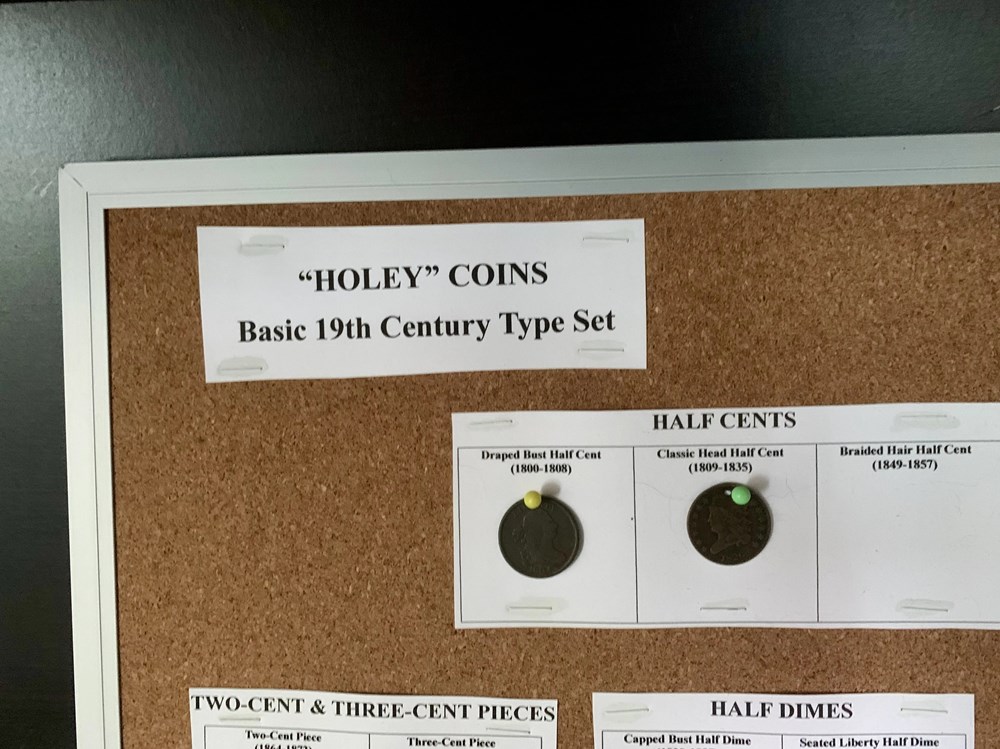 “HOLEY” COINS
Basic 19th Century Type Set
HALF CENTS
Draped Bust Half Cent
(1800-1808)
Classic Head Half Cent
(1809-1835)
Braided Hair Half Cent
(1849-1857)
TWO-CENT & THREE-CENT PIECES
Two-Cent Piece
Three-Cent Piece
HALF DIMES
Capped Bust Half Dime
Seated Liberty Half Dime